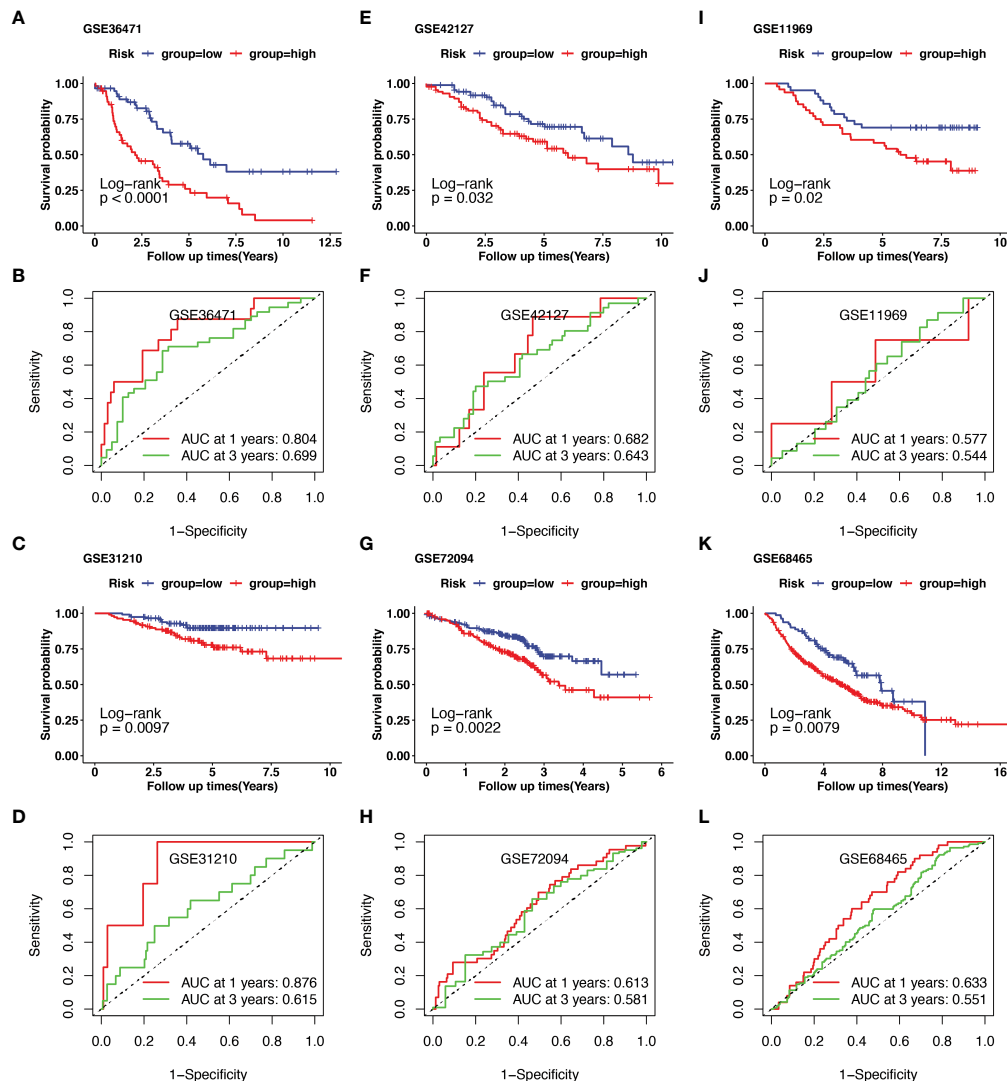 A
GSE36471
Risk group=low group=high
Survival probability
1.00
0.75
0.50
0.25
0.00
Log-rank
p < 0.0001
0 2.5 5 7.5 10 12.5
Follow up times(Years)
E
GSE42127
Risk group=low group=high
Survival probability
1.00
0.75
0.50
0.25
0.00
Log-rank
p = 0.032
0 2.5 5 7.5 10
Follow up times(Years)
I
GSE11969
Risk group=low group=high
Survival probability
1.00
0.75
0.50
0.25
0.00
Log-rank
p = 0.02
0 2.5 5 7.5 10
Follow up times(Years)
B
GSE36471
Sensitivity
1.0
0.8
0.6
0.4
0.2
0.0
AUC at 1 years: 0.804
AUC at 3 years: 0.699
0.0 0.2 0.4 0.6 0.8 1.0
1-Specificity
F
GSE42127
Sensitivity
1.0
0.8
0.6
0.4
0.2
0.0
AUC at 1 years: 0.682
AUC at 3 years: 0.643
0.0 0.2 0.4 0.6 0.8 1.0
1-Specificity
J
GSE11969
Sensitivity
1.0
0.8
0.6
0.4
0.2
0.0
AUC at 1 years: 0.577
AUC at 3 years: 0.544
0.0 0.2 0.4 0.6 0.8 1.0
1-Specificity
C
GSE31210
Risk group=low group=high
Survival probability
1.00
0.75
0.50
0.25
0.00
Log-rank
p = 0.0097
0 2.5 5 7.5 10
Follow up times(Years)
G
GSE72094
Risk group=low group=high
Survival probability
1.00
0.75
0.50
0.25
0.00
Log-rank
p = 0.0022
0 1 2 3 4 5 6
Follow up times(Years)
K
GSE68465
Risk group=low group=high
Survival probability
1.00
0.75
0.50
0.25
0.00
Log-rank
p = 0.0079
0 4 8 12 16
Follow up times(Years)
D
GSE31210
Sensitivity
1.0
0.8
0.6
0.4
0.2
0.0
AUC at 1 years: 0.876
AUC at 3 years: 0.615
0.0 0.2 0.4 0.6 0.8 1.0
1-Specificity
H
GSE72094
Sensitivity
1.0
0.8
0.6
0.4
0.2
0.0
AUC at 1 years: 0.613
AUC at 3 years: 0.581
0.0 0.2 0.4 0.6 0.8 1.0
1-Specificity
L
GSE68465
Sensitivity
1.0
0.8
0.6
0.4
0.2
0.0
AUC at 1 years: 0.633
AUC at 3 years: 0.551
0.0 0.2 0.4 0.6 0.8 1.0
1-Specificity